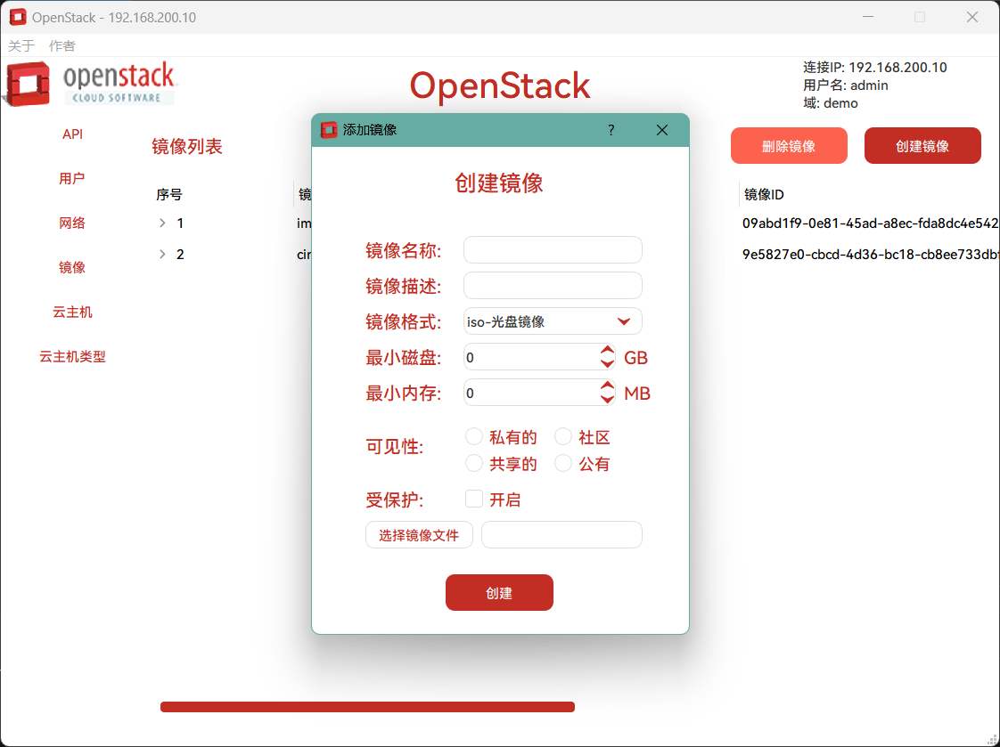 OpenStack - 192.168.200.10
关于 作者
openstack
CLOUD SOFTWARE
OpenStack
连接IP: 192.168.200.10
用户名: admin
域: demo
API
用户
网络
镜像
云主机
云主机类型
镜像列表
删除镜像
创建镜像
序号
镜
镜像ID
1
im
09abd1f9-0e81-45ad-a8ec-fda8dc4e542
2
cir
9e5827e0-cbcd-4d36-bc18-cb8ee733db
添加镜像
?
创建镜像
镜像名称:
镜像描述:
镜像格式: iso-光盘镜像
最小磁盘: 0 GB
最小内存: 0 MB
可见性:
私有的 社区
共享的 公有
受保护: 开启
选择镜像文件
创建